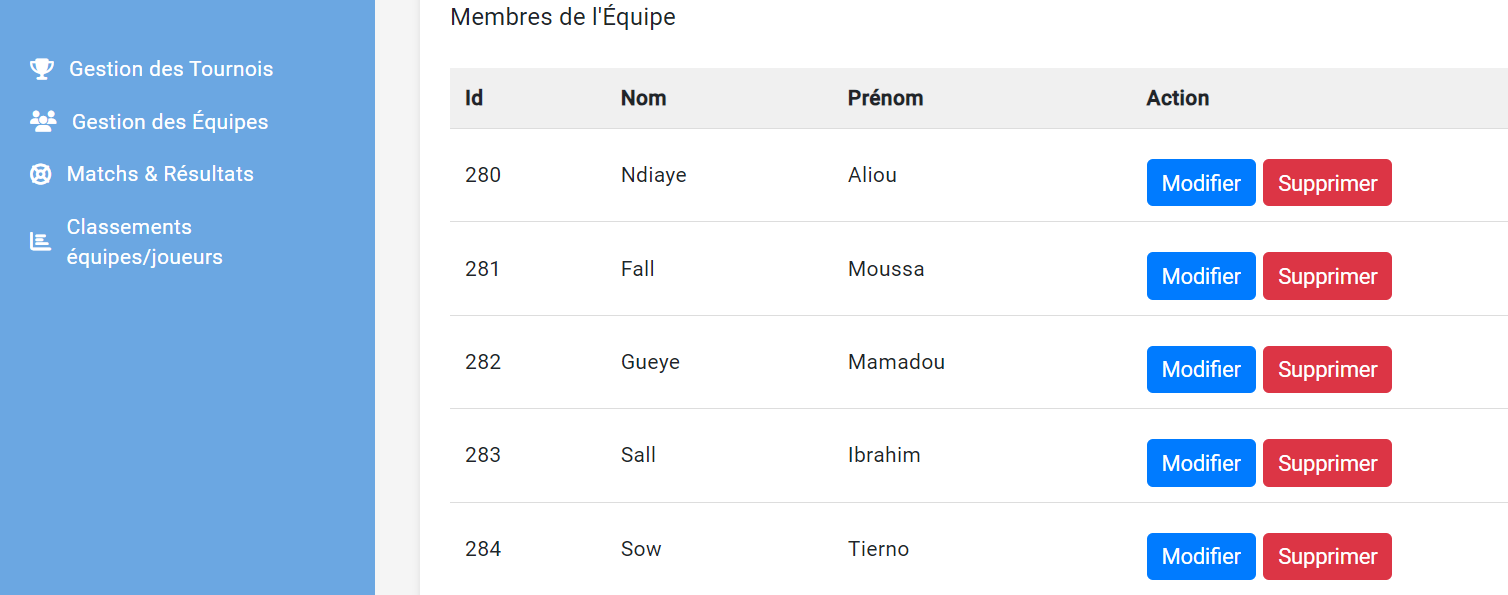 Gestion des Tournois
Gestion des Équipes
Matchs & Résultats
Classements
équipes/joueurs
Membres de l'Équipe
Id Nom Prénom Action
280 Ndiaye Aliou Modifier Supprimer
281 Fall Moussa Modifier Supprimer
282 Gueye Mamadou Modifier Supprimer
283 Sall Ibrahim Modifier Supprimer
284 Sow Tierno Modifier Supprimer